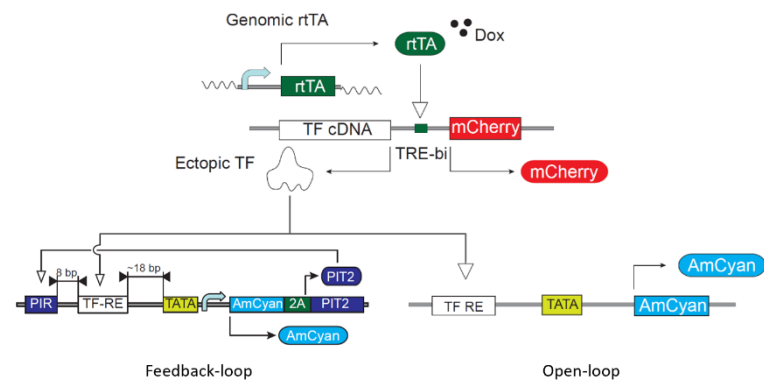 Genomic rtTA
rtTA
Dox
rtTA
TF cDNA
mCherry
TRE-bi
Ectopic TF
mCherry
8 bp
~18 bp
PIT2
AmCyan
PIR
TF-RE
TATA
AmCyan
2A
PIT2
TF RE
TATA
AmCyan
AmCyan
Feedback-loop
Open-loop